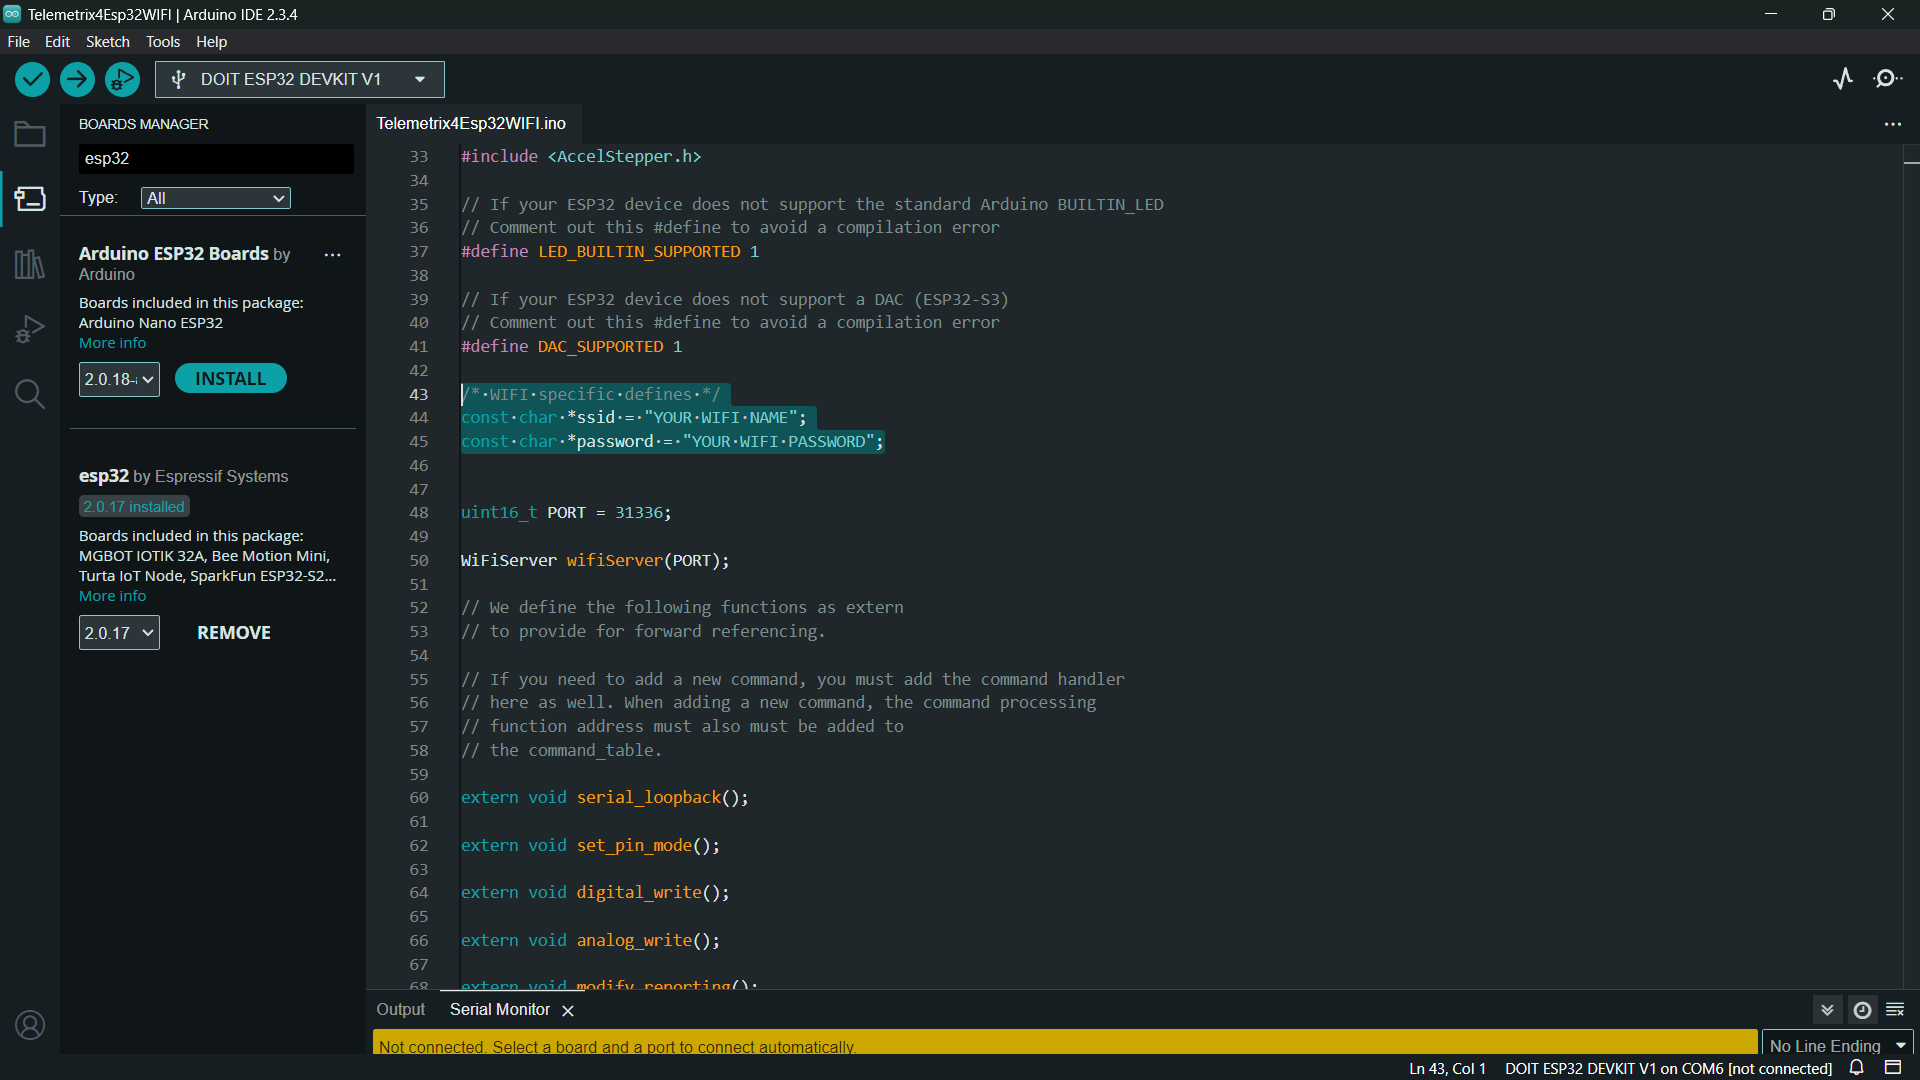 Telemetrix4Esp32WIFI | Arduino IDE 2.3.4
File Edit Sketch Tools Help
DOIT ESP32 DEVKIT V1
BOARDS MANAGER
esp32
Type: All
Arduino ESP32 Boards by
Arduino
Boards included in this package:
Arduino Nano ESP32
More info
2.0.18- INSTALL
esp32 by Espressif Systems
2.0.17 installed
Boards included in this package:
MGBOT IOTIK 32A, Bee Motion Mini,
Turta IoT Node, SparkFun ESP32-S2...
More info
2.0.17 REMOVE
Telemetrix4Esp32WIFI.ino
33 #include <AccelStepper.h>
34
35 // If your ESP32 device does not support the standard Arduino BUILTIN_LED
36 // Comment out this #define to avoid a compilation error
37 #define LED_BUILTIN_SUPPORTED 1
38
39 // If your ESP32 device does not support a DAC (ESP32-S3)
40 // Comment out this #define to avoid a compilation error
41 #define DAC_SUPPORTED 1
42
43 /*·WIFI·specific·defines·*/
44 const·char·*ssid·=·"YOUR·WIFI·NAME";
45 const·char·*password·=·"YOUR·WIFI·PASSWORD";
46
47
48 uint16_t PORT = 31336;
49
50 WiFiServer wifiServer(PORT);
51
52 // We define the following functions as extern
53 // to provide for forward referencing.
54
55 // If you need to add a new command, you must add the command handler
56 // here as well. When adding a new command, the command processing
57 // function address must also must be added to
58 // the command_table.
59
60 extern void serial_loopback();
61
62 extern void set_pin_mode();
63
64 extern void digital_write();
65
66 extern void analog_write();
67
68 extern void modify_reporting();
Output Serial Monitor
Not connected. Select a board and a port to connect automatically.
No Line Ending
Ln 43, Col 1 DOIT ESP32 DEVKIT V1 on COM6 [not connected]